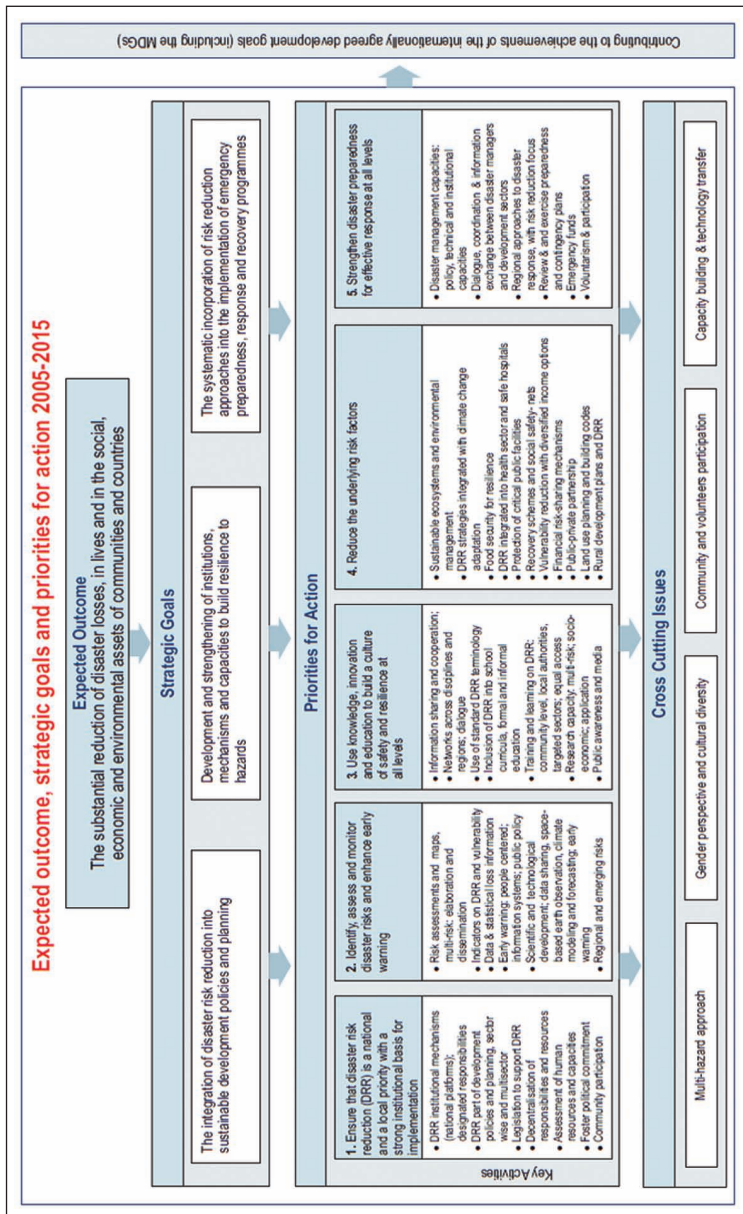 Expected outcome, strategic goals and priorities for action 2005-2015
Expected Outcome
The substantial reduction of disaster losses, in lives and in the social,
economic and environmental assets of communities and countries
Strategic Goals
The integration of disaster risk reduction into
sustainable development policies and planning
Development and strengthening of institutions,
mechanisms and capacities to build resilience to
hazards
The systematic incorporation of risk reduction
approaches into the implementation of emergency
preparedness, response and recovery programmes
Priorities for Action
1. Ensure that disaster risk
reduction (DRR) is a national
and a local priority with a
strong institutional basis for
implementation
2. Identify, assess and monitor
disaster risks and enhance early
warning
3. Use knowledge, innovation
and education to build a culture
of safety and resilience at
all levels
4. Reduce the underlying risk factors
5. Strengthen disaster preparedness
for effective response at all levels
Key Activities
• DRR institutional mechanisms
(national platforms);
designated responsibilities
• DRR part of development
policies and planning, sector
wise and multisector
• Legislation to support DRR
• Decentralisation of
responsibilities and resources
• Assessment of human
resources and capacities
• Foster political commitment
• Community participation
• Risk assessments and maps,
multi-risk; elaboration and
dissemination
• Indicators on DRR and vulnerability
• Data & statistical loss information
• Early warning; people centered;
information systems; public policy
• Scientific and technological
development; data sharing, space-
based earth observation, climate
modeling and forecasting; early
warning
• Regional and emerging risks
• Information sharing and cooperation;
• Networks across disciplines and
regions; dialogue
• Use of standard DRR terminology
• Inclusion of DRR into school
curricula, formal and informal
education
• Training and learning on DRR:
community level, local authorities,
targeted sectors; equal access
• Research capacity: multi-risk; socio-
economic; application
• Public awareness and media
• Sustainable ecosystems and environmental
management
• DRR strategies integrated with climate change
adaptation
• Food security for resilience
• DRR integrated into health sector and safe hospitals
• Protection of critical public facilities
• Recovery schemes and social safety- nets
• Vulnerability reduction with diversified income options
• Financial risk-sharing mechanisms
• Public-private partnership
• Land use planning and building codes
• Rural development plans and DRR
• Disaster management capacities:
policy, technical and institutional
capacities
• Dialogue, coordination & information
exchange between disaster managers
and development sectors
• Regional approaches to disaster
response, with risk reduction focus
• Review & and exercise preparedness
and contingency plans
• Emergency funds
• Voluntarism & participation
Cross Cutting Issues
Multi-hazard approach
Gender perspective and cultural diversity
Community and volunteers participation
Capacity building & technology transfer
Contributing to the achievements of the internationally agreed development goals (including the MDGs)